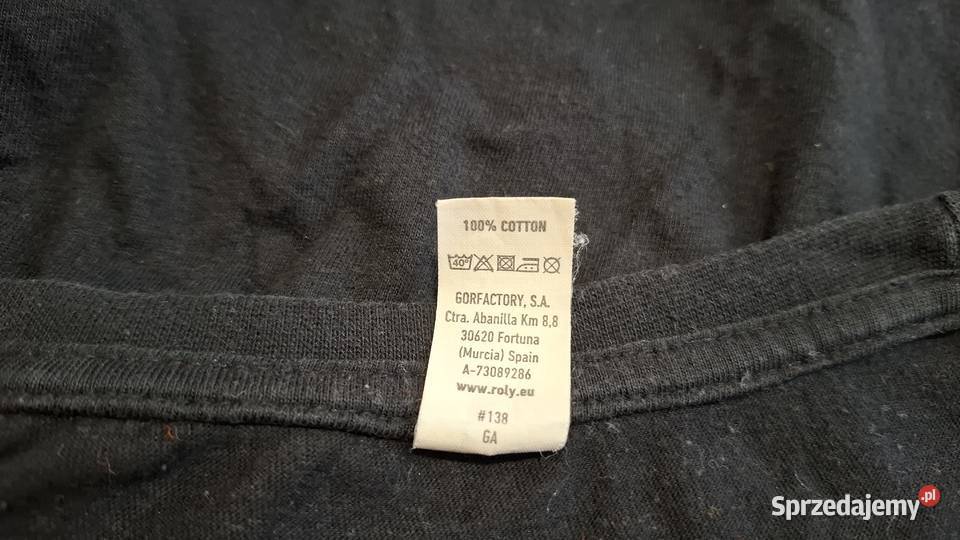 100% COTTON
40°
GORFACTORY, S.A.
Ctra. Abanilla Km 8,8
30620 Fortuna
(Murcia) Spain
A-73089286
www.roly.eu
#138
GA
Sprzedajemy.pl